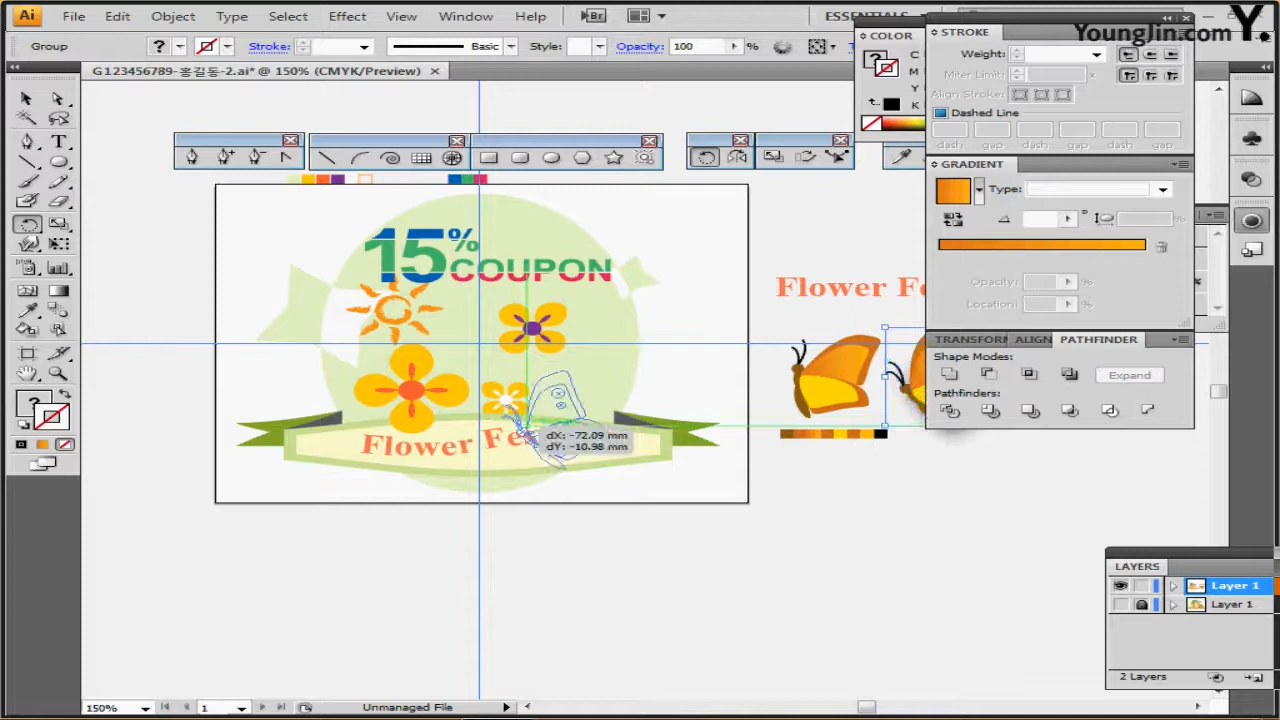 Ai File Edit Object Type Select Effect View Window Help Br ESSENTIALS
YoungJin.com Y.
Group ? Stroke: Basic Style: Opacity: 100 %
G123456789-홍길동-2.ai* @ 150% (CMYK/Preview)
COLOR
C
M
Y
K
STROKE
Weight:
Miter Limit: x
Align Stroke:
Dashed Line
dash gap dash gap dash gap
GRADIENT
Type:
%
Opacity: %
Location: %
TRANSFORM ALIGN PATHFINDER
Shape Modes:
Expand
Pathfinders:
15%
COUPON
Flower Fes
dX: -72.09 mm
dY: -10.98 mm
Flower Fe
LAYERS
Layer 1
Layer 1
2 Layers
150% 1 Unmanaged File